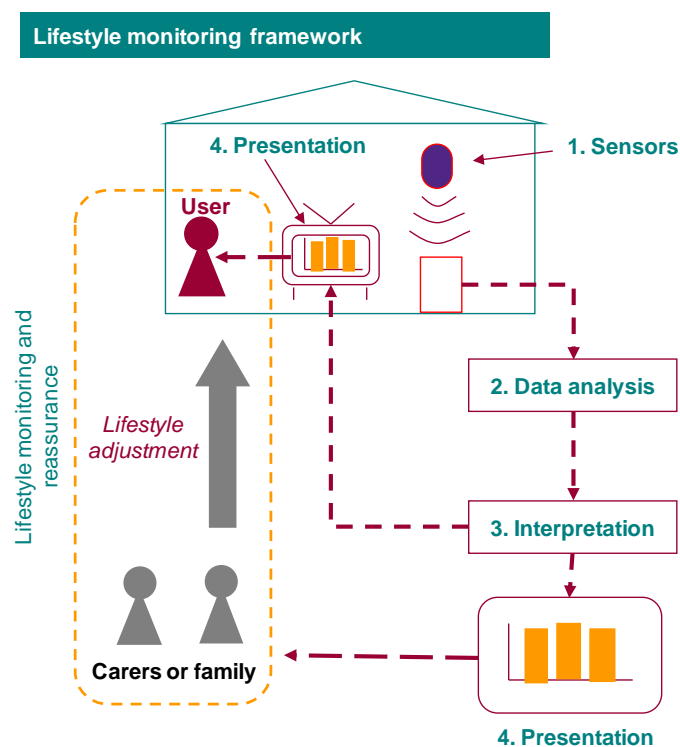 Lifestyle monitoring framework
4. Presentation
1. Sensors
User
2. Data analysis
Lifestyle monitoring and
reassurance
Lifestyle
adjustment
3. Interpretation
Carers or family
4. Presentation